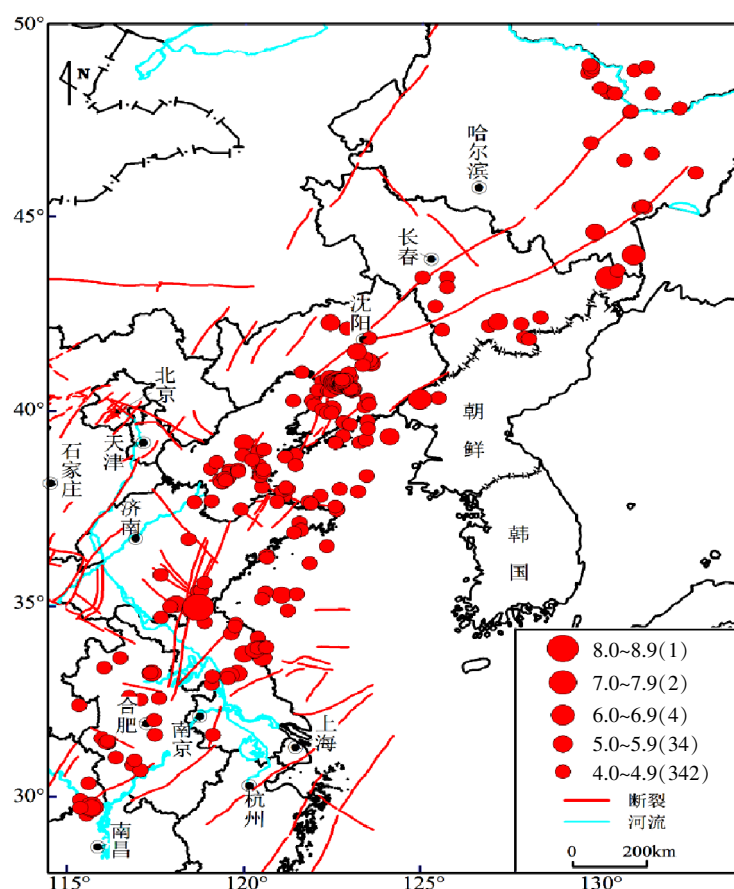 50°
N
哈尔滨
45°
长春
沈阳
北京
40°
朝鲜
天津
石家庄
济南
韩国
35°
8.0~8.9(1)
7.0~7.9(2)
6.0~6.9(4)
5.0~5.9(34)
4.0~4.9(342)
断裂
河流
0 200km
合肥
南京
上海
30°
杭州
南昌
115° 120° 125° 130°